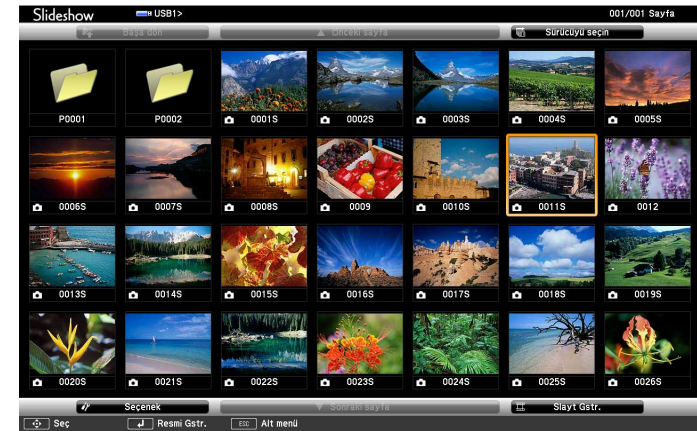 Slideshow USB1> 001/001 Sayfa
Başa dön Önceki sayfa Sürücüyü seçin
P0001 P0002 0001S 0002S 0003S 0004S 0005S
0006S 0007S 0008S 0009 0010S 0011S 0012
0013S 0014S 0015S 0016S 0017S 0018S 0019S
0020S 0021S 0022S 0023S 0024S 0025S 0026S
Seçenek Sonraki sayfa Slayt Gstr.
Seç Resmi Gstr. ESC Alt menü